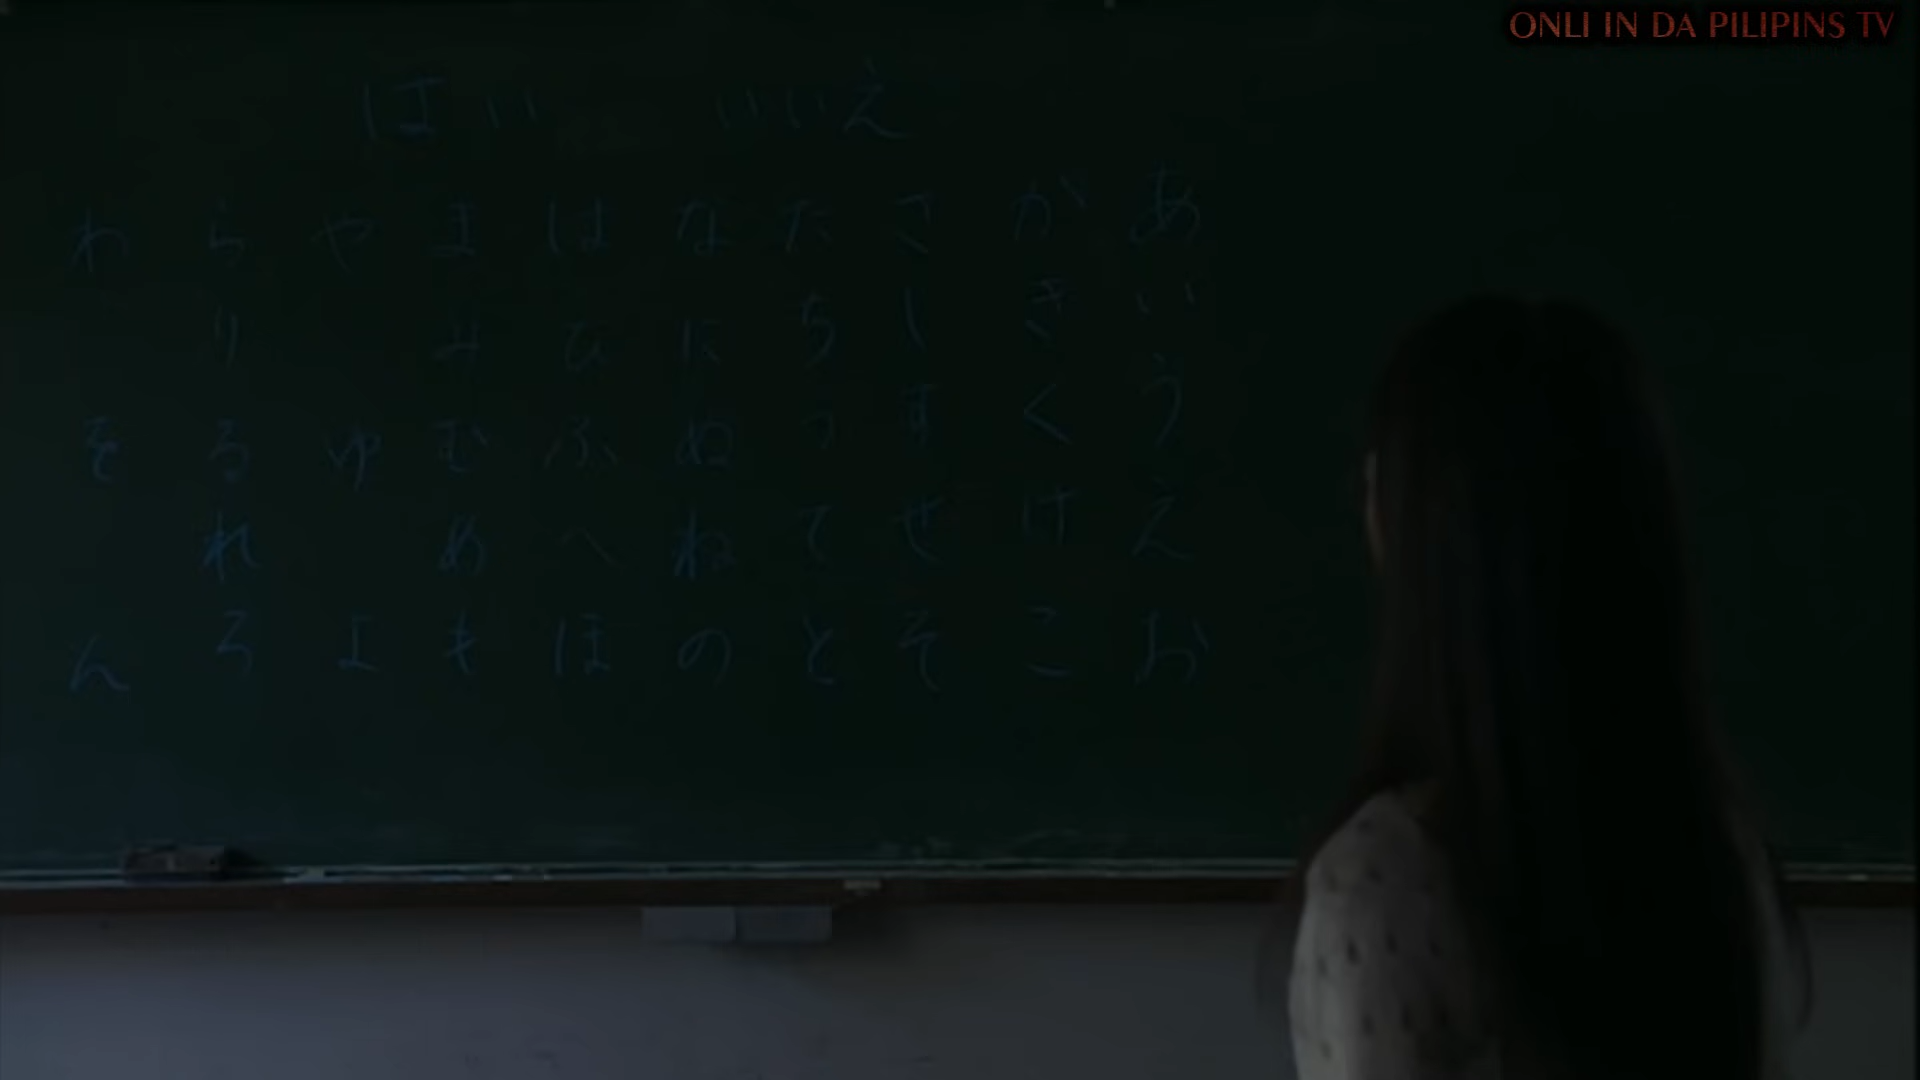 ONLI IN DA PILIPINS TV
はい いいえ
あいうえお
かきくけこ
さしすせそ
たちつてと
なにぬねの
はひふへほ
まみむめも
やゆよ
らりるれろ
わをん